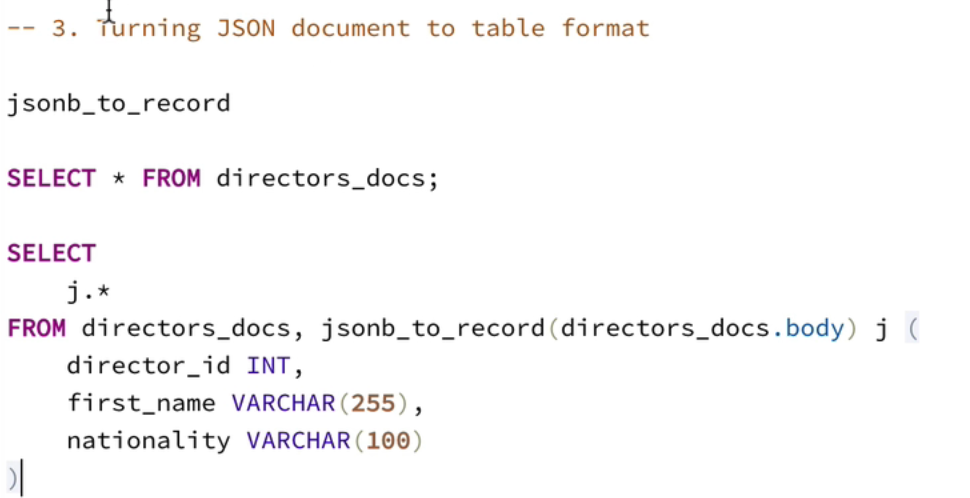 -- 3. Turning JSON document to table format
jsonb_to_record
SELECT * FROM directors_docs;
SELECT
j.*
FROM directors_docs, jsonb_to_record(directors_docs.body) j (
director_id INT,
first_name VARCHAR(255),
nationality VARCHAR(100)
)